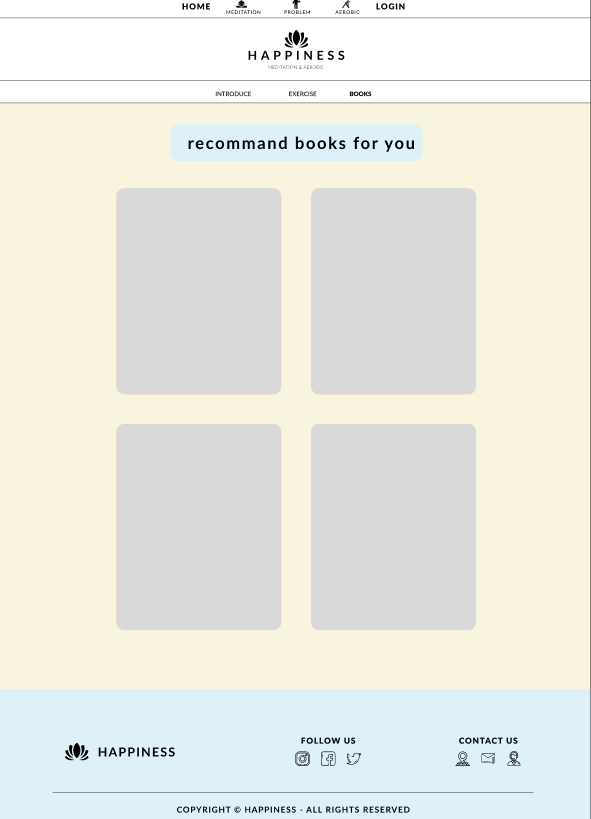 HOME MEDITATION PROBLEM AEROBIC LOGIN
HAPPINESS
MEDITATION & AEROBIC
INTRODUCE EXERCISE BOOKS
recommand books for you
HAPPINESS
FOLLOW US
CONTACT US
COPYRIGHT © HAPPINESS - ALL RIGHTS RESERVED